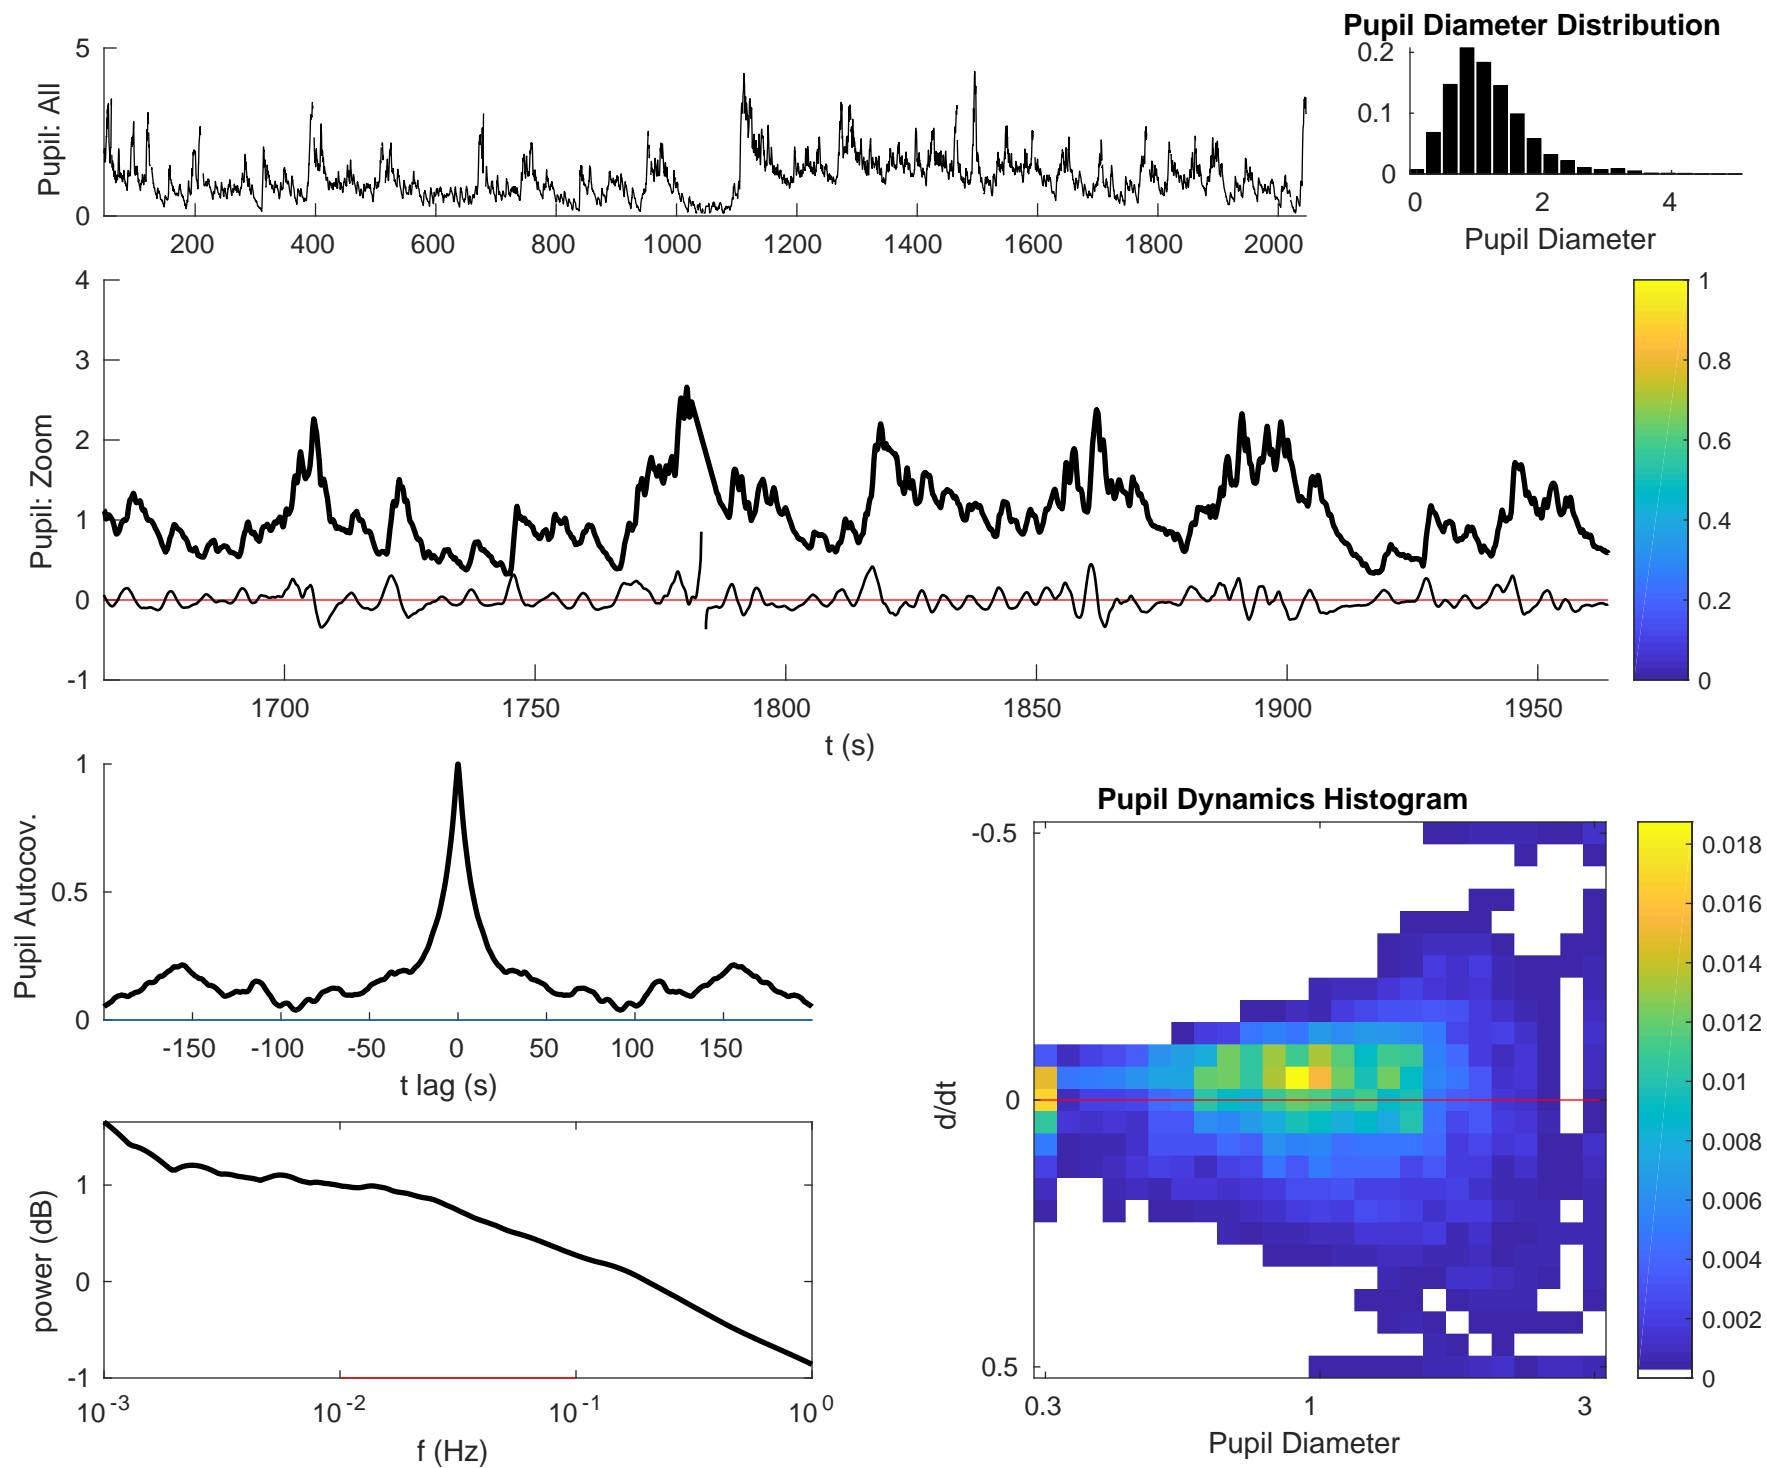 Pupil: All
5
0
200 400 600 800 1000 1200 1400 1600 1800 2000
Pupil Diameter Distribution
0.2
0.1
0
0 2 4
Pupil Diameter
Pupil: Zoom
4
3
2
1
0
-1
1700 1750 1800 1850 1900 1950
t (s)
1
0.8
0.6
0.4
0.2
0
Pupil Autocov.
1
0.5
0
-150 -100 -50 0 50 100 150
t lag (s)
power (dB)
1
0
-1
10-3 10-2 10-1 100
f (Hz)
Pupil Dynamics Histogram
d/dt
-0.5
0
0.5
0.3 1 3
Pupil Diameter
0.018
0.016
0.014
0.012
0.01
0.008
0.006
0.004
0.002
0